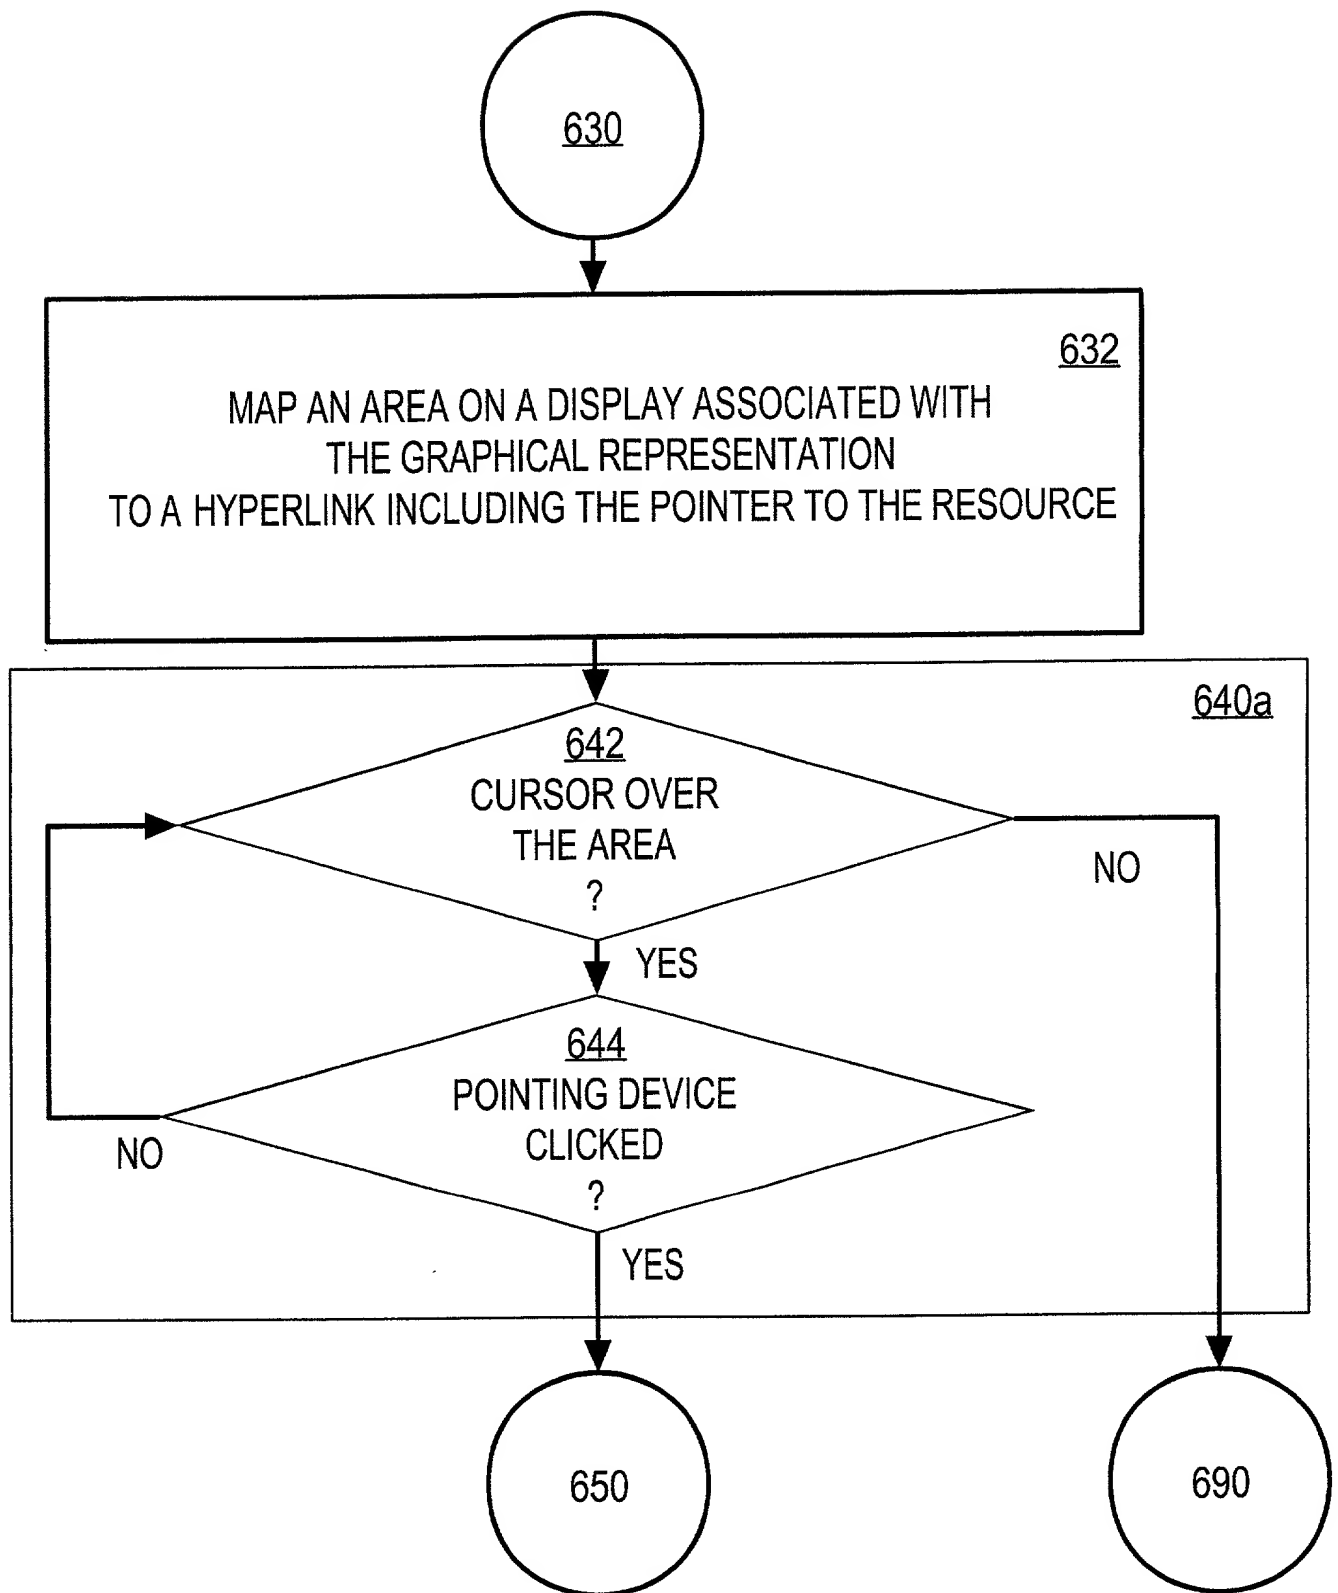 630
632
MAP AN AREA ON A DISPLAY ASSOCIATED WITH
THE GRAPHICAL REPRESENTATION
TO A HYPERLINK INCLUDING THE POINTER TO THE RESOURCE
640a
642
CURSOR OVER
THE AREA
?
NO
YES
644
POINTING DEVICE
CLICKED
?
NO
YES
650
690